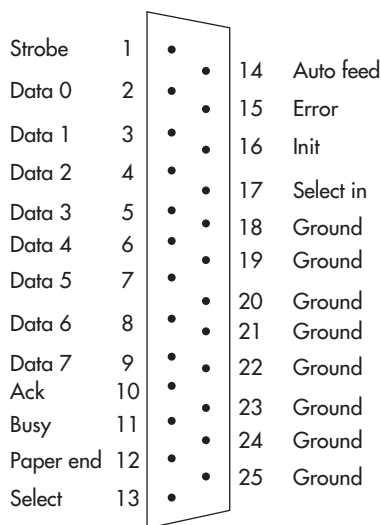 Strobe 1
14 Auto feed
Data 0 2
15 Error
Data 1 3
16 Init
Data 2 4
17 Select in
Data 3 5
18 Ground
Data 4 6
19 Ground
Data 5 7
20 Ground
Data 6 8
21 Ground
Data 7 9
22 Ground
Ack 10
23 Ground
Busy 11
24 Ground
Paper end 12
25 Ground
Select 13